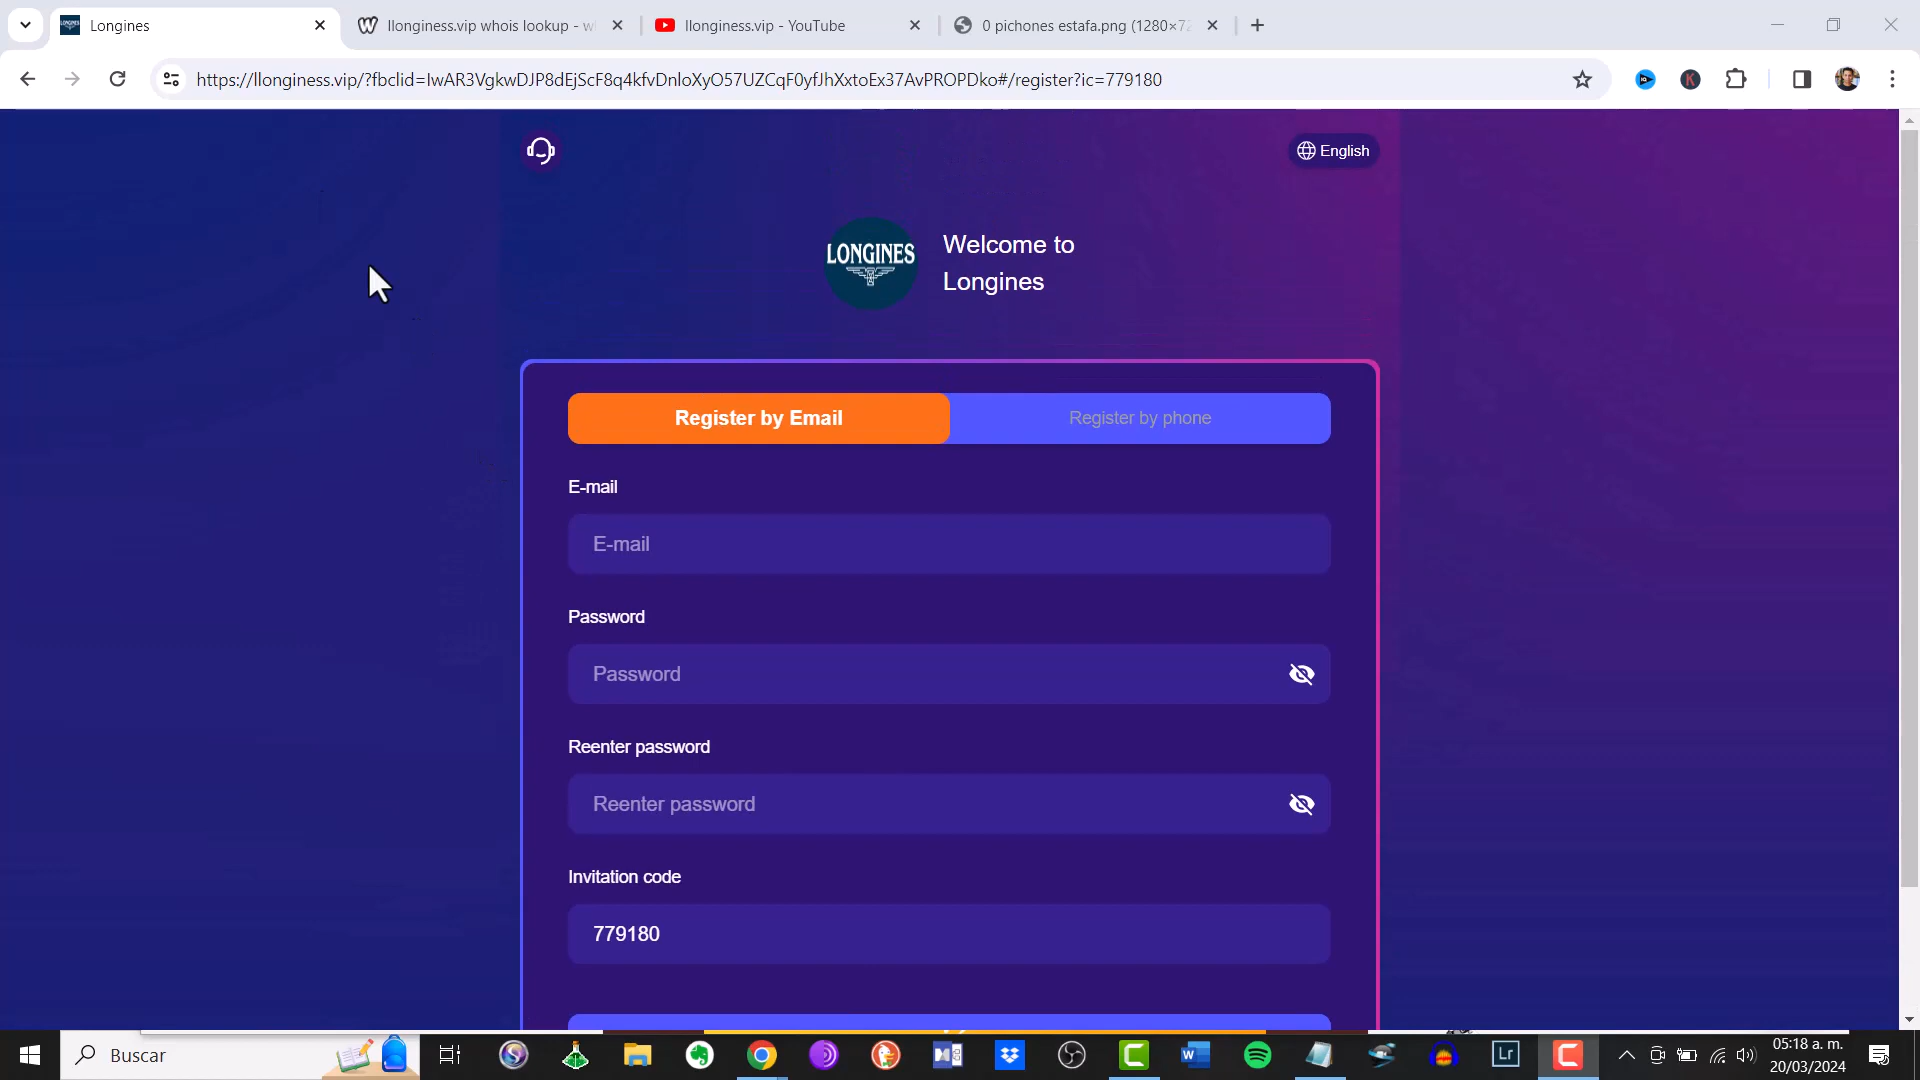 Longines
llonginess.vip whois lookup - w
llonginess.vip - YouTube
0 pichones estafa.png (1280×72
https://llonginess.vip/?fbclid=IwAR3VgkwDJP8dEjScF8q4kfvDnloXyO57UZCqF0yfJhXxtoEx37AvPROPDko#/register?ic=779180
English
LONGINES
Welcome to
Longines
Register by Email
Register by phone
E-mail
E-mail
Password
Password
Reenter password
Reenter password
Invitation code
779180
Buscar
05:18 a. m.
20/03/2024